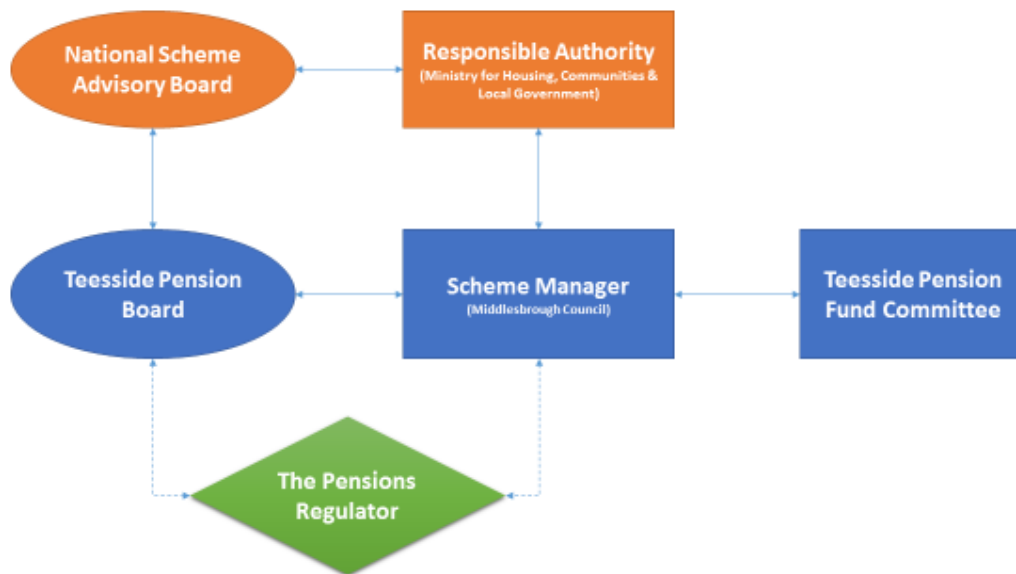 National Scheme
Advisory Board
Responsible Authority
(Ministry for Housing, Communities &
Local Government)
Teesside Pension
Board
Scheme Manager
(Middlesbrough Council)
Teesside Pension
Fund Committee
The Pensions
Regulator